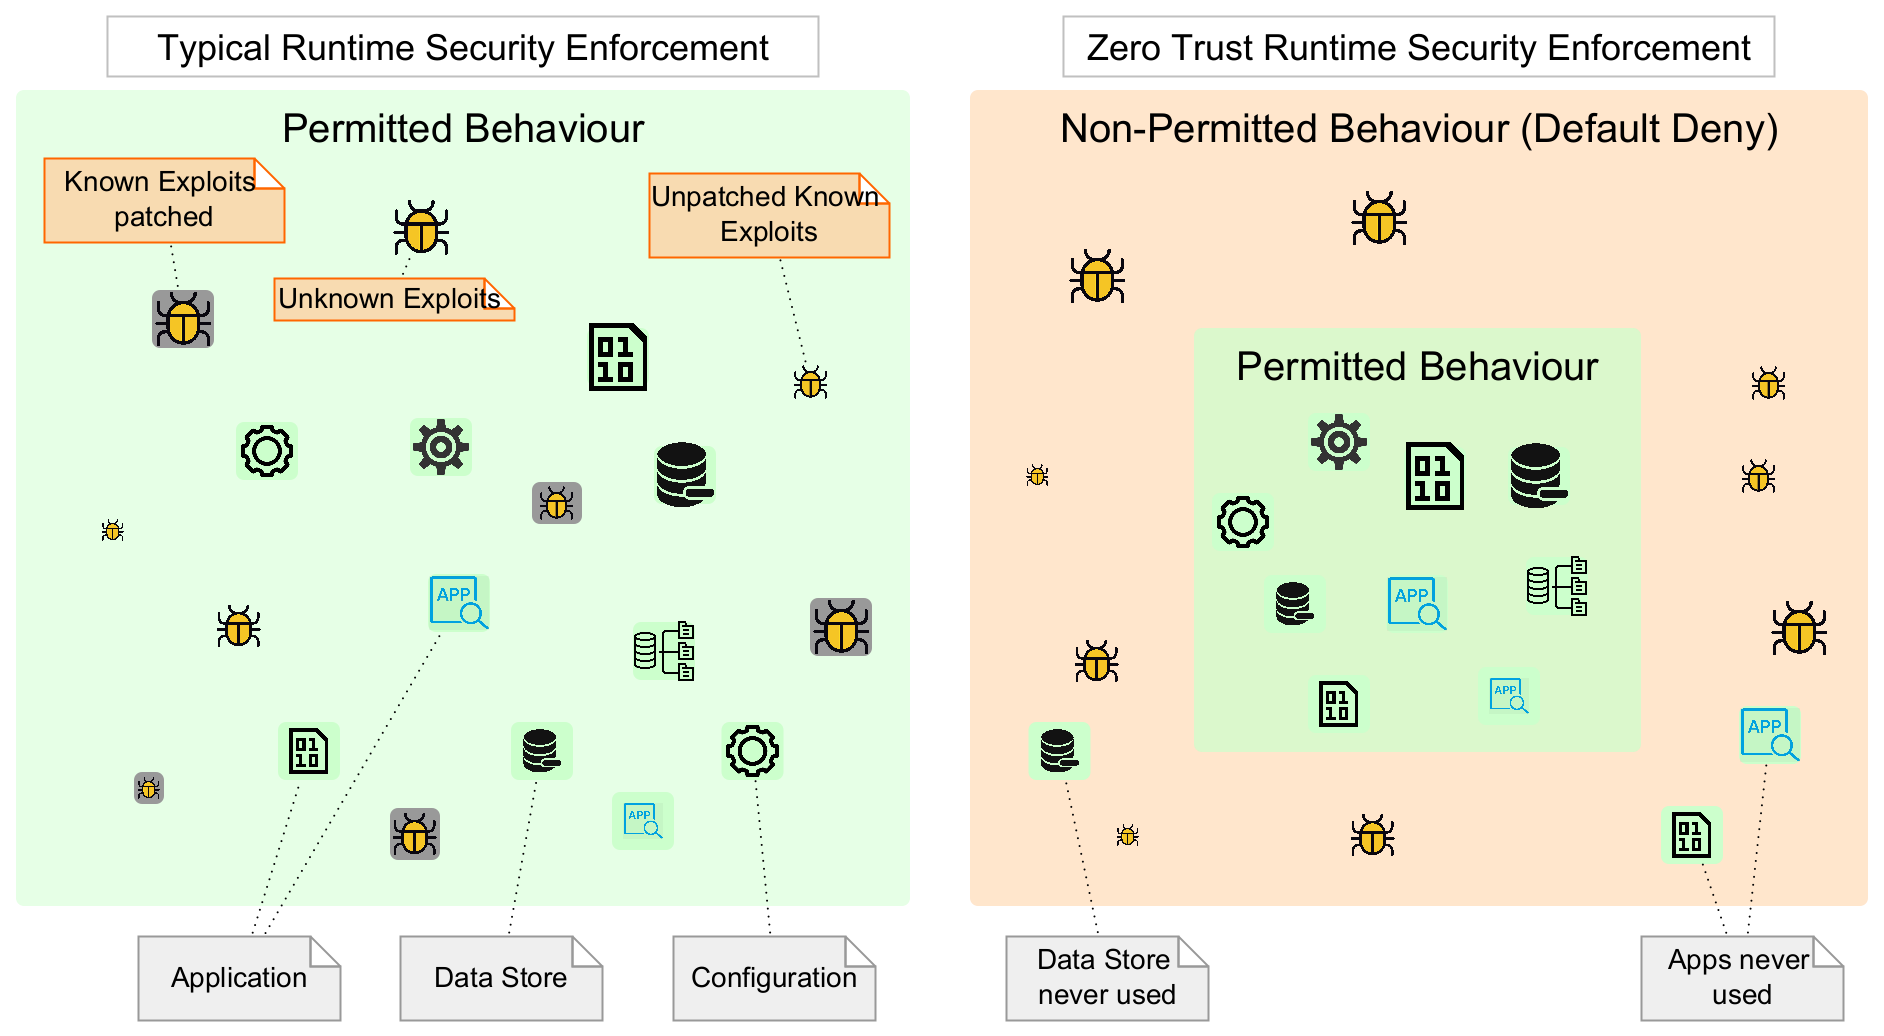 Typical Runtime Security Enforcement
Zero Trust Runtime Security Enforcement
Permitted Behaviour
Known Exploits
patched
Unknown Exploits
Unpatched Known
Exploits
01
10
APP
01
10
APP
Application
Data Store
Configuration
Non-Permitted Behaviour (Default Deny)
Permitted Behaviour
01
10
APP
01
10
APP
APP
01
10
Data Store
never used
Apps never
used